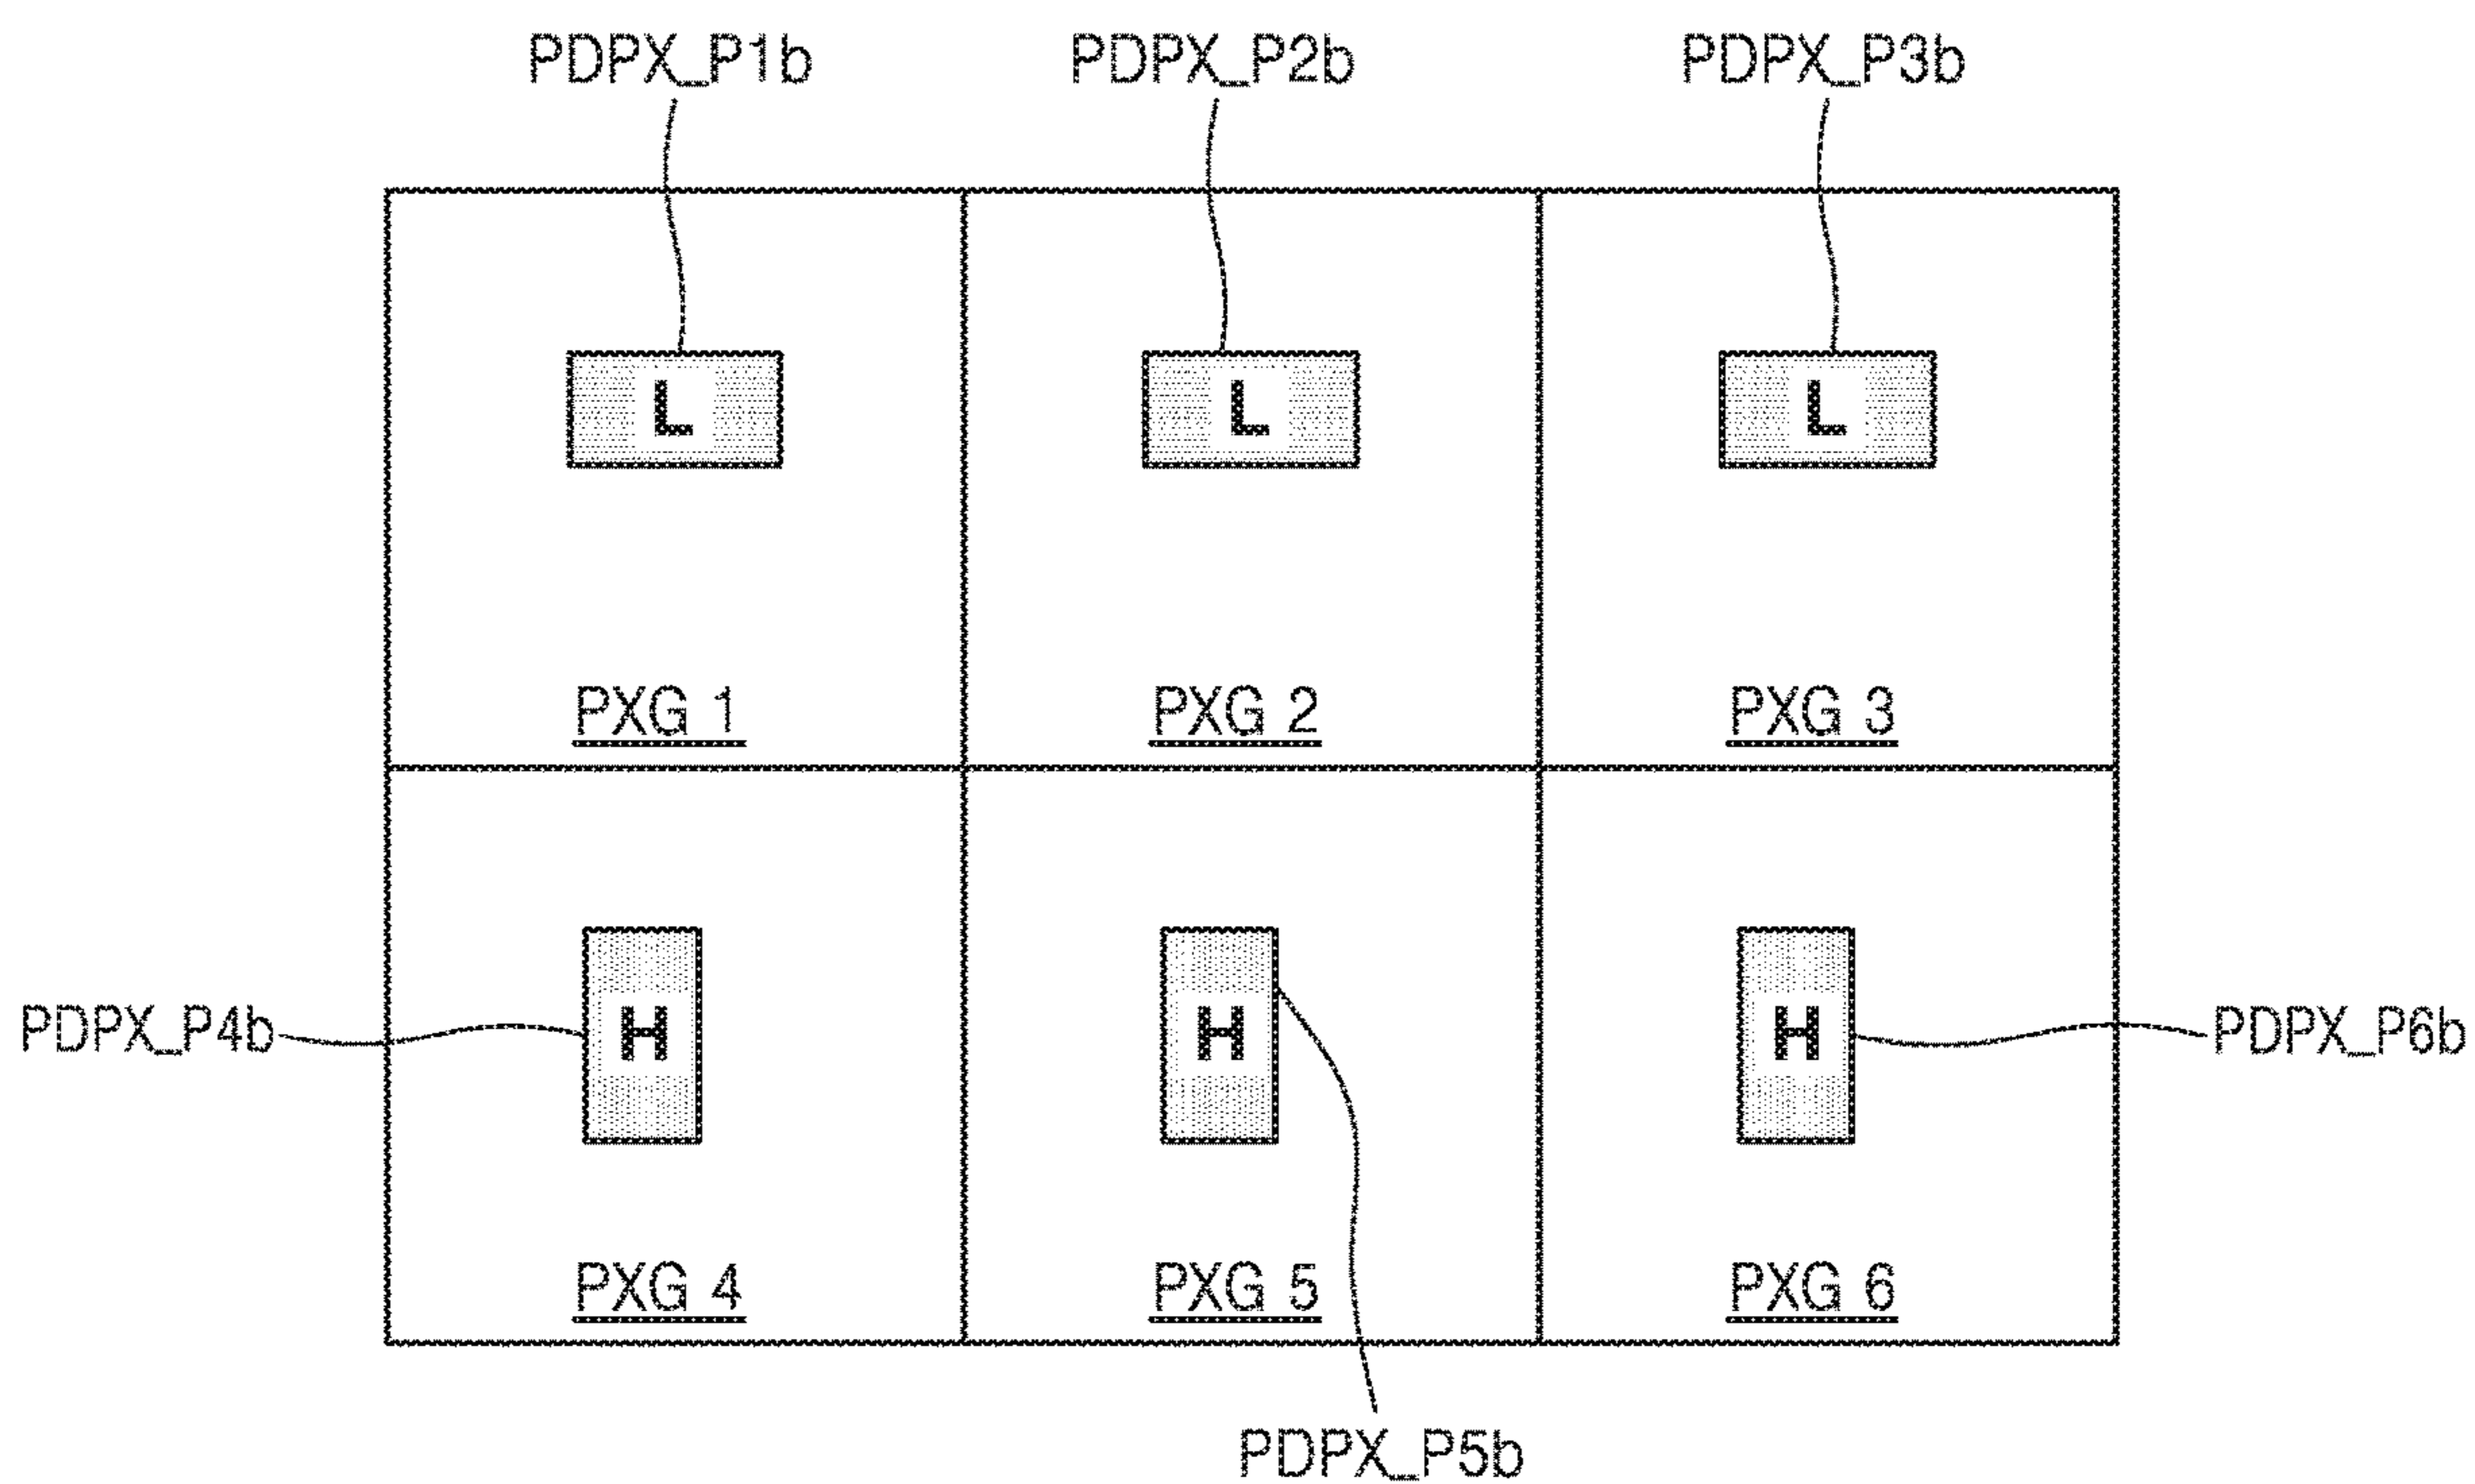 PDPX_P1b PDPX_P2b PDPX_P3b
L L L
PXG 1 PXG 2 PXG 3
PDPX_P4b H H H PDPX_P6b
PXG 4 PXG 5 PXG 6
PDPX_P5b